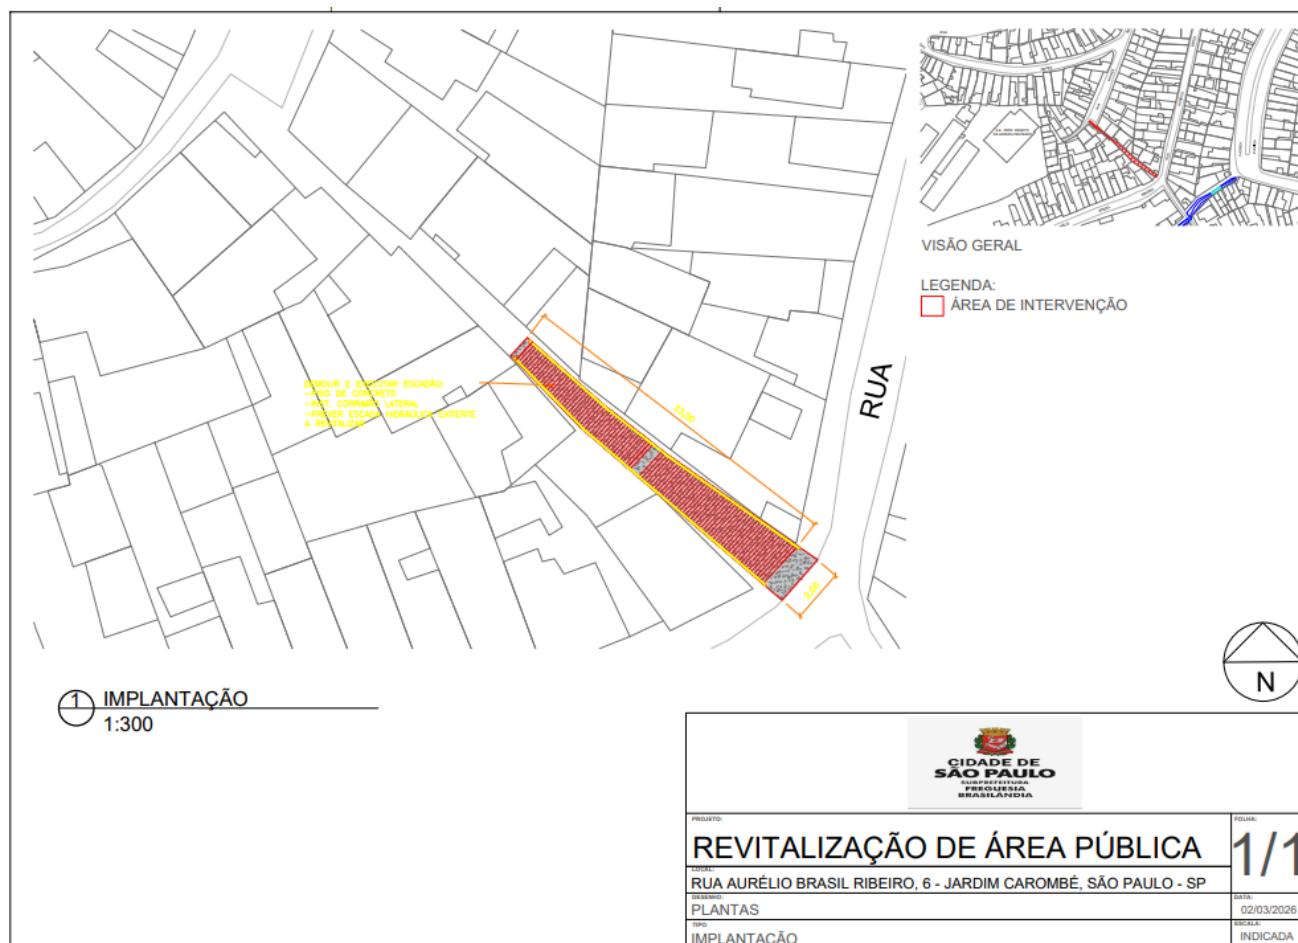 VISÃO GERAL
LEGENDA:
ÁREA DE INTERVENÇÃO
RUA
DEMOLIR E EXECUTAR ESCADÃO:
-PISO DE CONCRETO
-INST. CORRIMÃO LATERAL
-PREVER ESCADA HIDRAULICA EXITENTE
A REVITALIZAR
33,00
2,00
N
1
IMPLANTAÇÃO
1:300
CIDADE DE
SÃO PAULO
SUBPREFEITURA
FREGUESIA
BRASILÂNDIA
PROJETO:
REVITALIZAÇÃO DE ÁREA PÚBLICA
FOLHA:
1/1
LOCAL:
RUA AURÉLIO BRASIL RIBEIRO, 6 - JARDIM CAROMBÉ, SÃO PAULO - SP
DESENHO:
PLANTAS
DATA:
02/03/2026
TIPO:
IMPLANTAÇÃO
ESCALA:
INDICADA